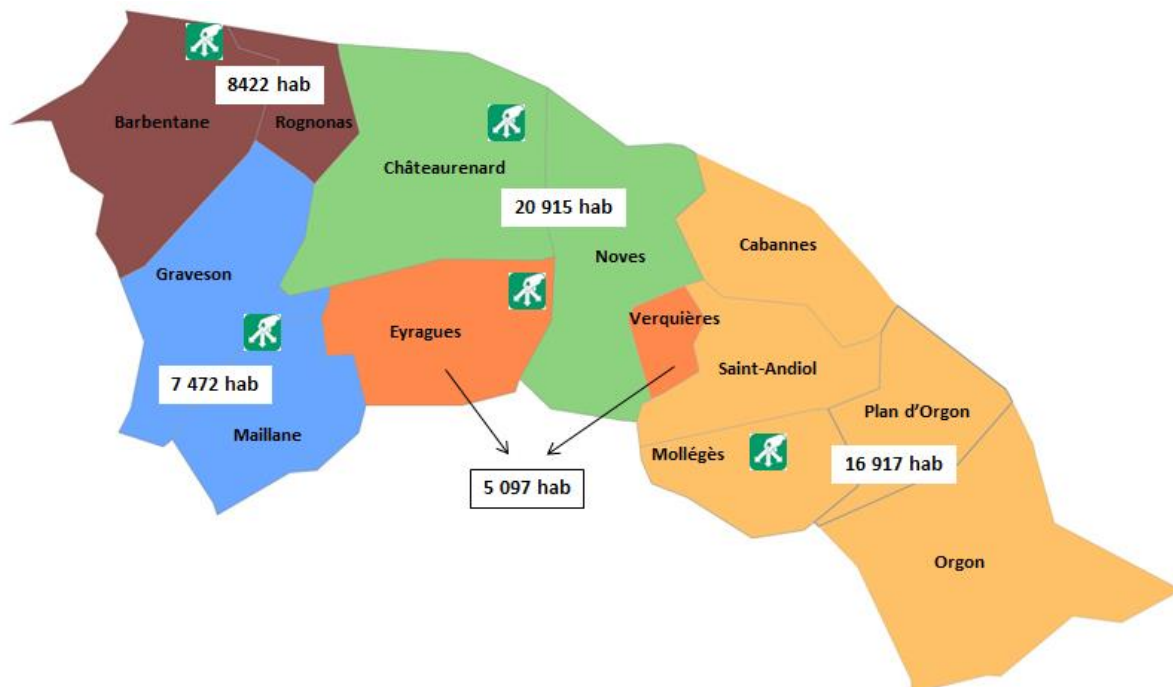 8422 hab
Barbentane
Rognonas
Châteaurenard
20 915 hab
Cabannes
Noves
Graveson
Verquières
Eyragues
Saint-Andiol
7 472 hab
Plan d'Orgon
Maillane
Mollégès
16 917 hab
5 097 hab
Orgon